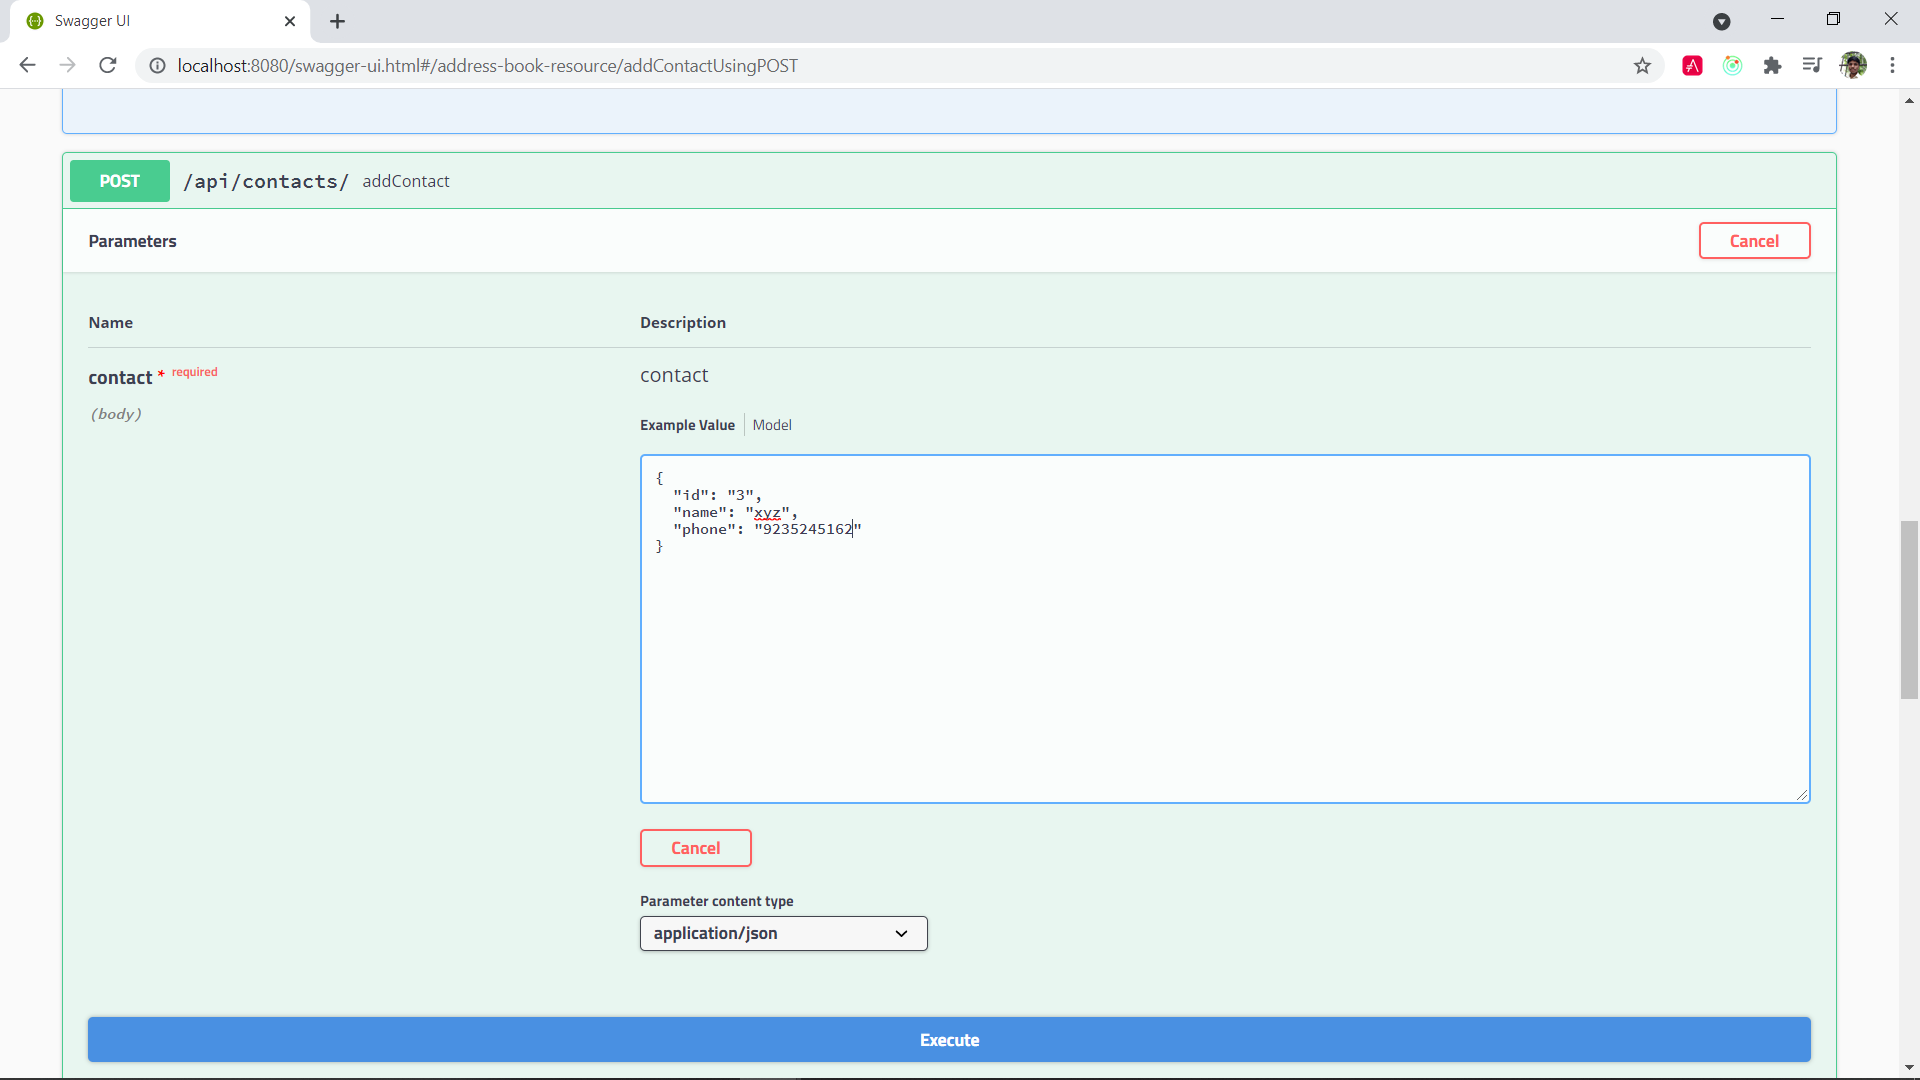 Swagger UI
localhost:8080/swagger-ui.html#/address-book-resource/addContactUsingPOST
POST /api/contacts/ addContact
Parameters Cancel
Name Description
contact * required contact
(body)
Example Value Model
{
"id": "3",
"name": "xyz",
"phone": "9235245162"
}
Cancel
Parameter content type
application/json
Execute